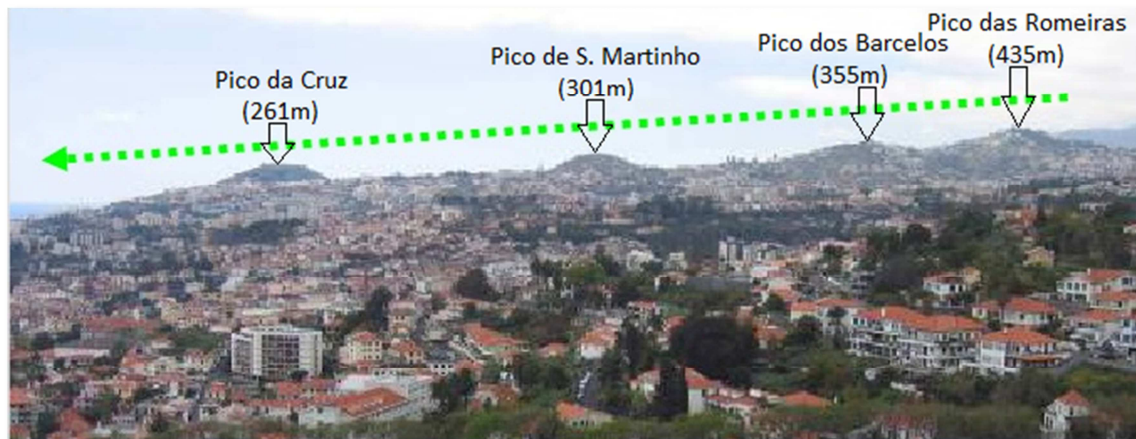 Pico da Cruz
(261m)
Pico de S. Martinho
(301m)
Pico dos Barcelos
(355m)
Pico das Romeiras
(435m)